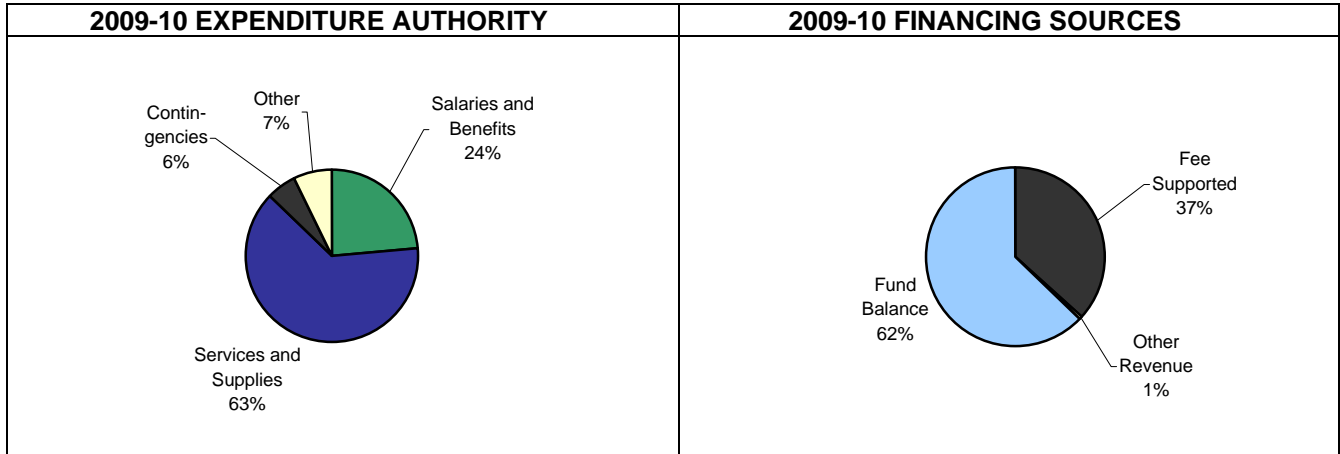 2009-10 EXPENDITURE AUTHORITY
Contin-
gencies
6%
Other
7%
Salaries and
Benefits
24%
Services and
Supplies
63%
2009-10 FINANCING SOURCES
Fee
Supported
37%
Fund
Balance
62%
Other
Revenue
1%